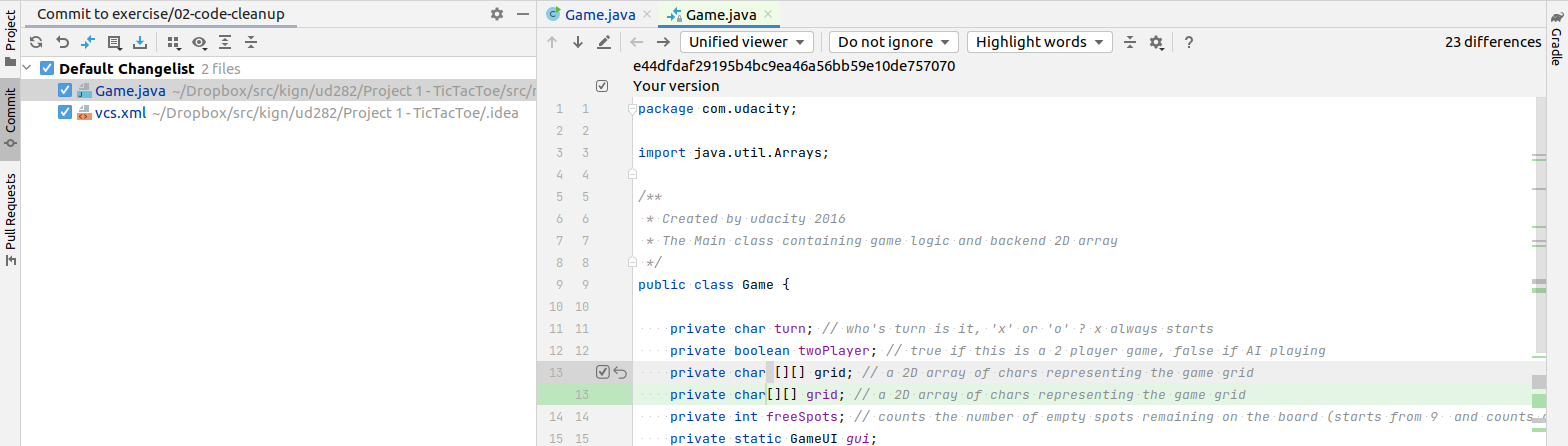 Project
Commit
Pull Requests
Commit to exercise/02-code-cleanup
Default Changelist 2 files
Game.java ~/Dropbox/src/kign/ud282/Project 1 - TicTacToe/src/
vcs.xml ~/Dropbox/src/kign/ud282/Project 1 - TicTacToe/.idea
Game.java
Game.java
Unified viewer
Do not ignore
Highlight words
?
23 differences
e44dfdaf29195b4bc9ea46a56bb59e10de757070
Your version
1 1 package com.udacity;
2 2
3 3 import java.util.Arrays;
4 4
5 5 /**
6 6 * Created by udacity 2016
7 7 * The Main class containing game logic and backend 2D array
8 8 */
9 9 public class Game {
10 10
11 11 private char turn; // who's turn is it, 'x' or 'o' ? x always starts
12 12 private boolean twoPlayer; // true if this is a 2 player game, false if AI playing
13 private char [][] grid; // a 2D array of chars representing the game grid
13 private char[][] grid; // a 2D array of chars representing the game grid
14 14 private int freeSpots; // counts the number of empty spots remaining on the board (starts from 9 and counts
15 15 private static GameUI gui;
Gradle